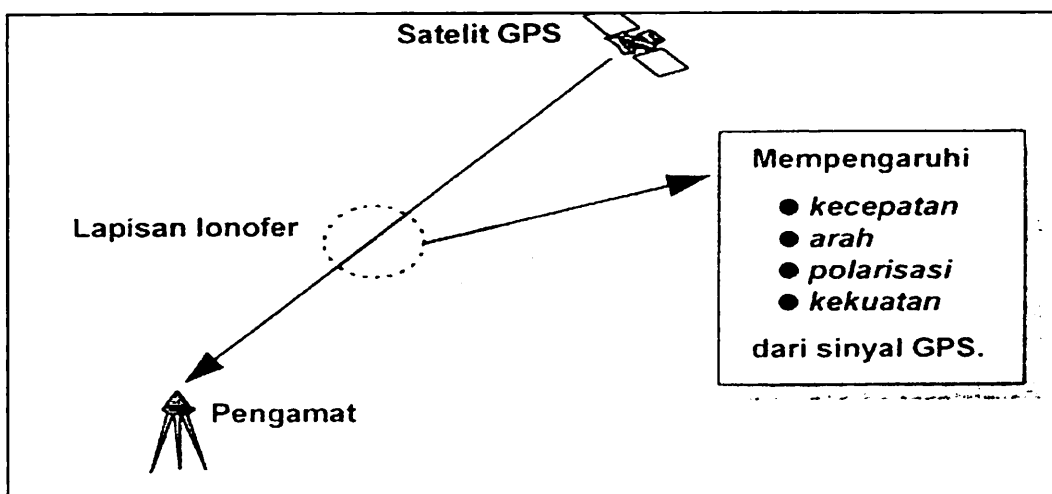 Satelit GPS
Mempengaruhi
● kecepatan
Lapisan Ionofer
● arah
● polarisasi
● kekuatan
dari sinyal GPS.
Pengamat